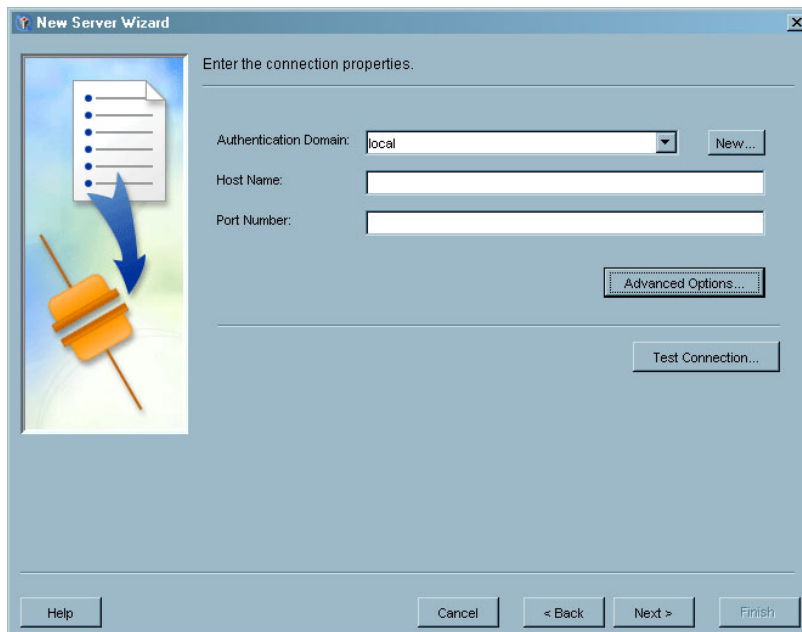 New Server Wizard
Enter the connection properties.
Authentication Domain: local New...
Host Name:
Port Number:
Advanced Options...
Test Connection...
Help Cancel < Back Next > Finish